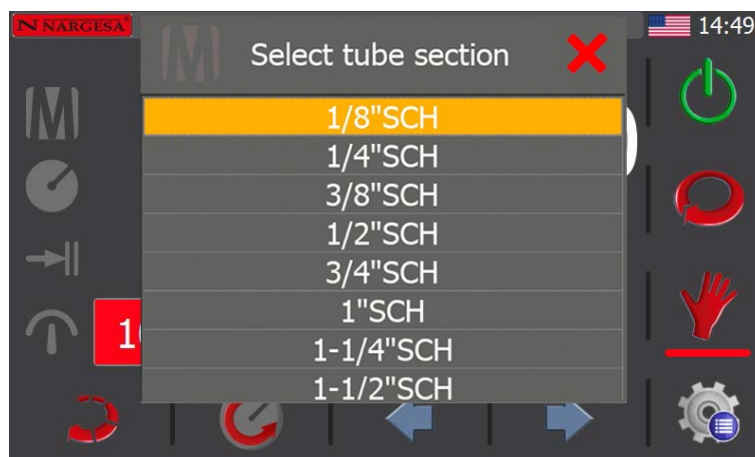 N NARGESA
Select tube section
14:49
1/8"SCH
1/4"SCH
3/8"SCH
1/2"SCH
3/4"SCH
1"SCH
1-1/4"SCH
1-1/2"SCH